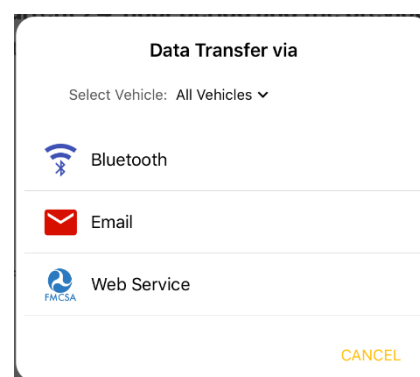 Data Transfer via
Select Vehicle: All Vehicles
Bluetooth
Email
FMCSA
Web Service
CANCEL